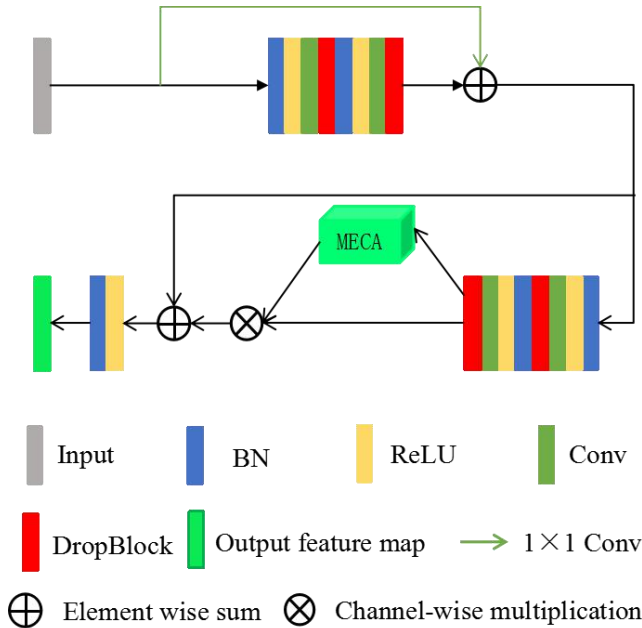 MECA
Input
BN
ReLU
Conv
DropBlock
Output feature map
1×1 Conv
Element wise sum
Channel-wise multiplication